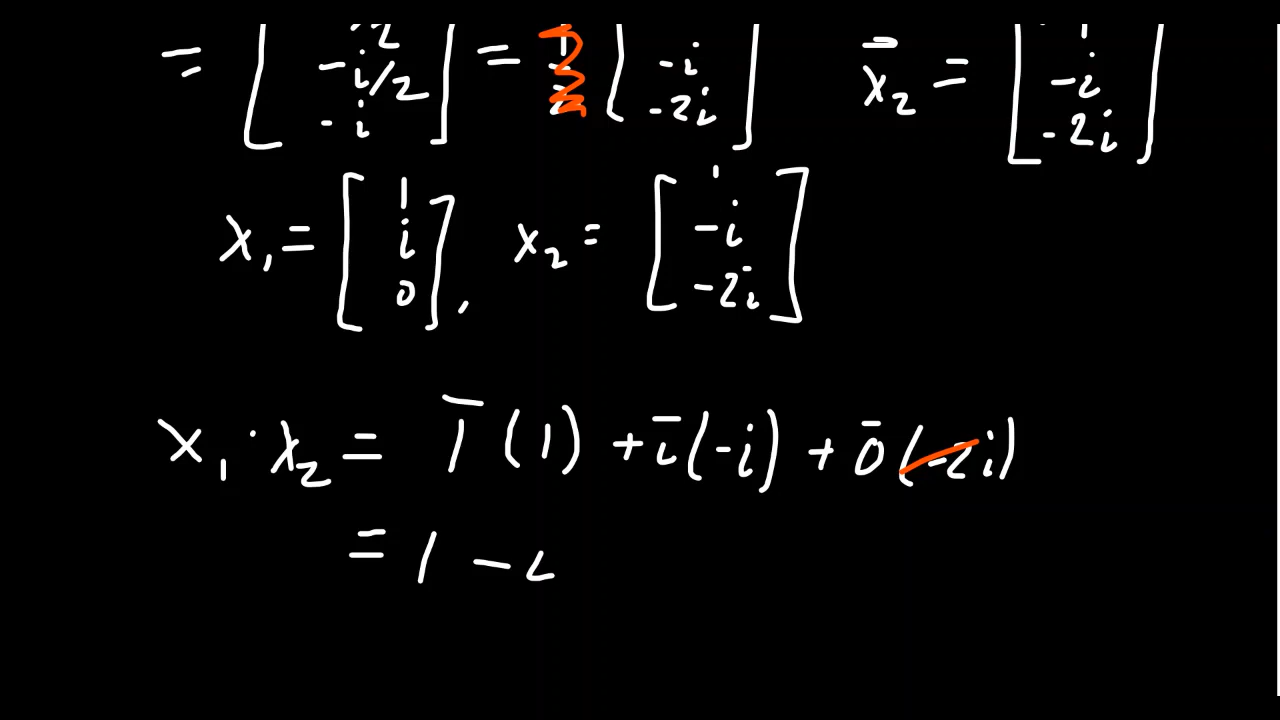 = [ -i/2 -i ] = [ -i -2i ] x̄₂ = [ -i -2i ]
x₁ = [ 1 i 0 ], x₂ = [ 1 -i -2i ]
x₁ · x₂ = 1̄ (1) + ī (-i) + 0̄ (-2i)
= 1 -